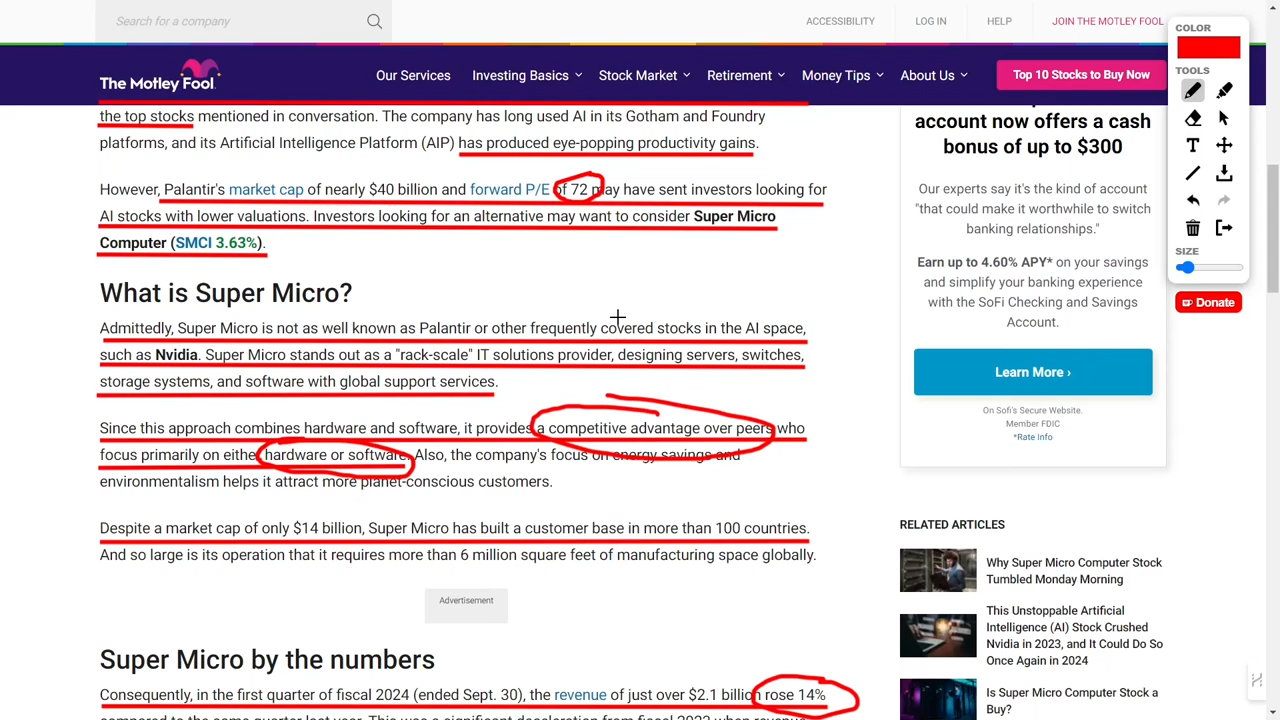 Search for a company
ACCESSIBILITY
LOG IN
HELP
JOIN THE MOTLEY FOOL
The Motley Fool
Our Services
Investing Basics
Stock Market
Retirement
Money Tips
About Us
Top 10 Stocks to Buy Now
COLOR
TOOLS
T
SIZE
Donate
the top stocks mentioned in conversation. The company has long used AI in its Gotham and Foundry
platforms, and its Artificial Intelligence Platform (AIP) has produced eye-popping productivity gains.
However, Palantir's market cap of nearly $40 billion and forward P/E of 72 may have sent investors looking for
AI stocks with lower valuations. Investors looking for an alternative may want to consider Super Micro
Computer (SMCI 3.63%).
What is Super Micro?
Admittedly, Super Micro is not as well known as Palantir or other frequently covered stocks in the AI space,
such as Nvidia. Super Micro stands out as a "rack-scale" IT solutions provider, designing servers, switches,
storage systems, and software with global support services.
Since this approach combines hardware and software, it provides a competitive advantage over peers who
focus primarily on either hardware or software. Also, the company's focus on energy savings and
environmentalism helps it attract more planet-conscious customers.
Despite a market cap of only $14 billion, Super Micro has built a customer base in more than 100 countries.
And so large is its operation that it requires more than 6 million square feet of manufacturing space globally.
Advertisement
Super Micro by the numbers
Consequently, in the first quarter of fiscal 2024 (ended Sept. 30), the revenue of just over $2.1 billion rose 14%
account now offers a cash
bonus of up to $300
Our experts say it's the kind of account
"that could make it worthwhile to switch
banking relationships."
Earn up to 4.60% APY* on your savings
and simplify your banking experience
with the SoFi Checking and Savings
Account.
Learn More ›
On Sofi's Secure Website.
Member FDIC
*Rate Info
RELATED ARTICLES
Why Super Micro Computer Stock
Tumbled Monday Morning
This Unstoppable Artificial
Intelligence (AI) Stock Crushed
Nvidia in 2023, and It Could Do So
Once Again in 2024
Is Super Micro Computer Stock a
Buy?